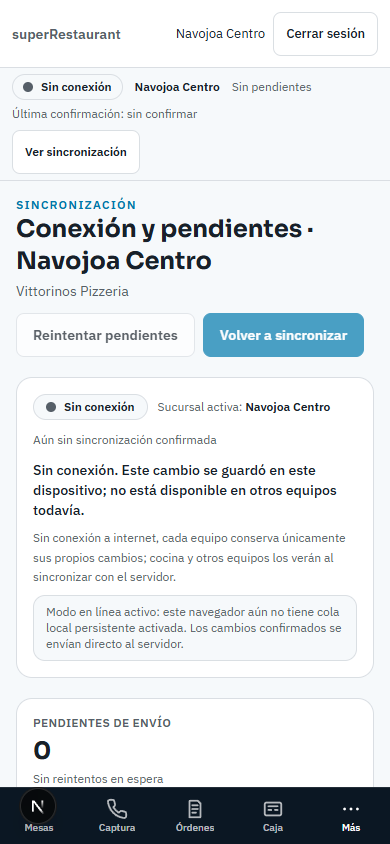 superRestaurant Navojoa Centro Cerrar sesión
Sin conexión Navojoa Centro Sin pendientes
Última confirmación: sin confirmar
Ver sincronización
SINCRONIZACIÓN
Conexión y pendientes ·
Navojoa Centro
Vittorinos Pizzeria
Reintentar pendientes Volver a sincronizar
Sin conexión Sucursal activa: Navojoa Centro
Aún sin sincronización confirmada
Sin conexión. Este cambio se guardó en este
dispositivo; no está disponible en otros equipos
todavía.
Sin conexión a internet, cada equipo conserva únicamente
sus propios cambios; cocina y otros equipos los verán al
sincronizar con el servidor.
Modo en línea activo: este navegador aún no tiene cola
local persistente activada. Los cambios confirmados se
envían directo al servidor.
PENDIENTES DE ENVÍO
0
Sin reintentos en espera
N
Mesas Captura Órdenes Caja Más